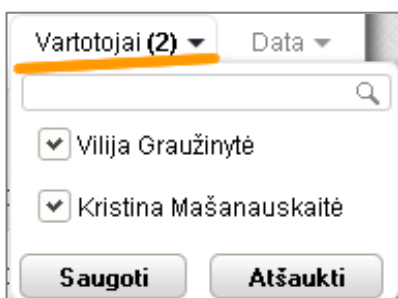 Vartotojai (2) Data
Vilija Graužinytė
Kristina Mašanauskaitė
Saugoti Atšaukti